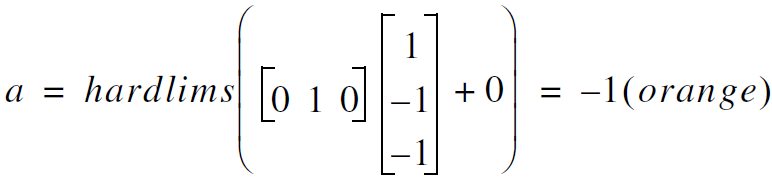 a = hardlims([0 1 0] [1 −1 −1] + 0) = −1(orange)